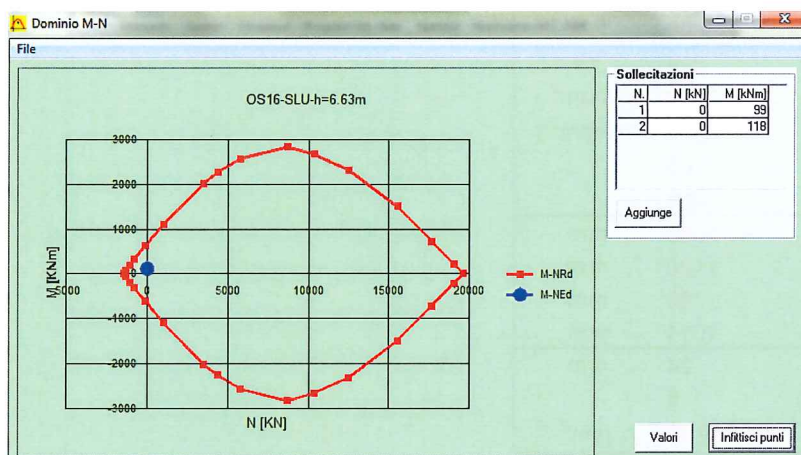 Dominio M-N
File
OS16-SLU-h=6.63m
3000
2000
1000
0
-1000
-2000
-3000
M [KNm]
5000
0
5000
10000
15000
20000
N [KN]
M-NRd
M-NEd
Sollecitazioni
N. N [kN] M [kNm]
1 0 99
2 0 118
Aggiunge
Valori
Infittisci punti